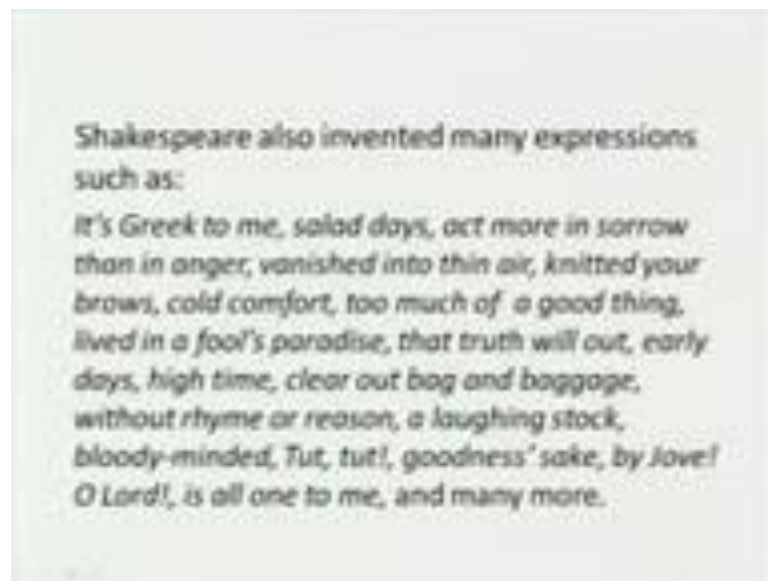 Shakespeare also invented many expressions
such as:
It's Greek to me, salad days, act more in sorrow
than in anger, vanished into thin air, knitted your
brows, cold comfort, too much of a good thing,
lived in a fool's paradise, that truth will out, early
days, high time, clear out bag and baggage,
without rhyme or reason, a laughing stock,
bloody-minded, Tut, tut!, goodness' sake, by Jove!
O Lord!, is all one to me, and many more.